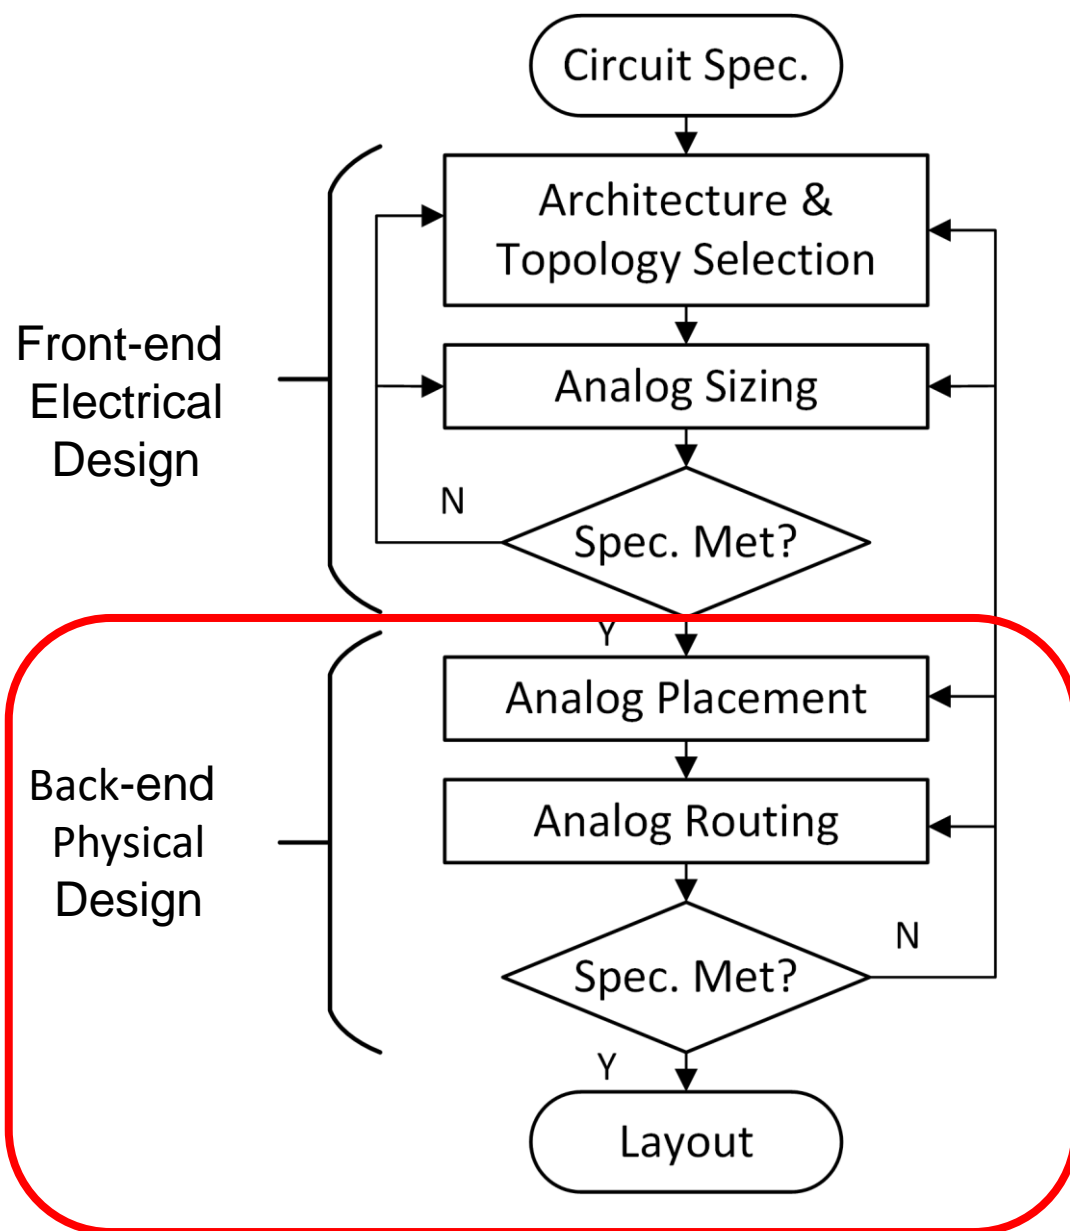 Circuit Spec.
Architecture &
Topology Selection
Front-end
Electrical
Design
Analog Sizing
N
Spec. Met?
Y
Analog Placement
Back-end
Physical
Design
Analog Routing
N
Spec. Met?
Y
Layout